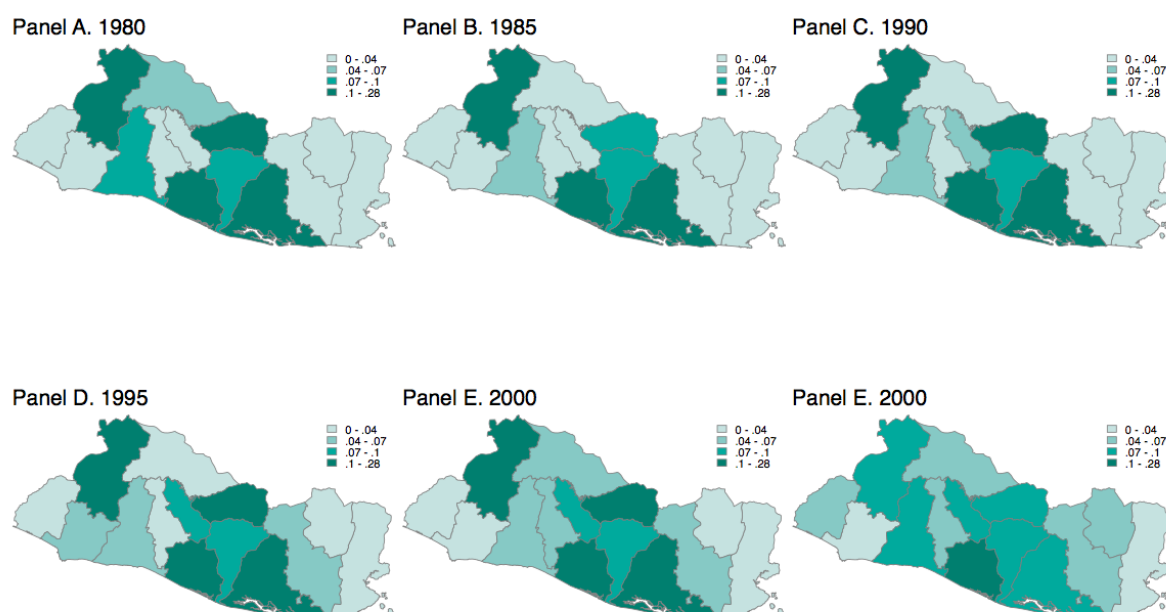 Panel A. 1980
0 - .04
.04 - .07
.07 - .1
.1 - .28
Panel B. 1985
0 - .04
.04 - .07
.07 - .1
.1 - .28
Panel C. 1990
0 - .04
.04 - .07
.07 - .1
.1 - .28
Panel D. 1995
0 - .04
.04 - .07
.07 - .1
.1 - .28
Panel E. 2000
0 - .04
.04 - .07
.07 - .1
.1 - .28
Panel E. 2000
0 - .04
.04 - .07
.07 - .1
.1 - .28